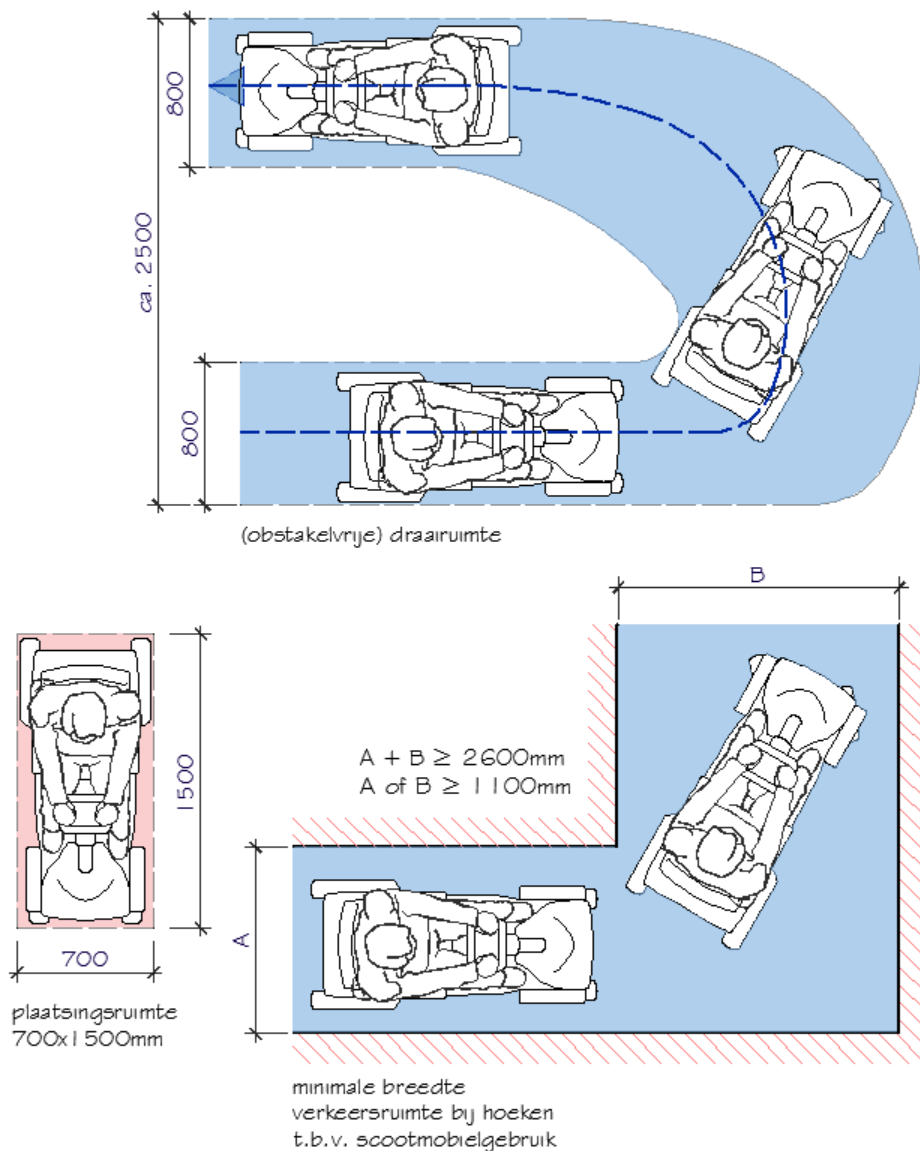 800
ca. 2500
800
(obstakelvrije) draairuimte
B
1500
A + B ≥ 2600mm
A of B ≥ 1100mm
A
700
plaatsingsruimte
700x1500mm
minimale breedte
verkeersruimte bij hoeken
t.b.v. scootmobielgebruik